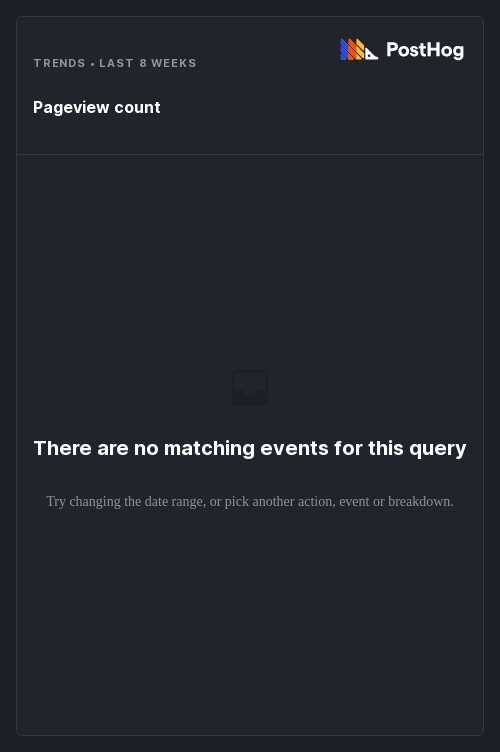 PostHog
TRENDS • LAST 8 WEEKS
Pageview count
There are no matching events for this query
Try changing the date range, or pick another action, event or breakdown.